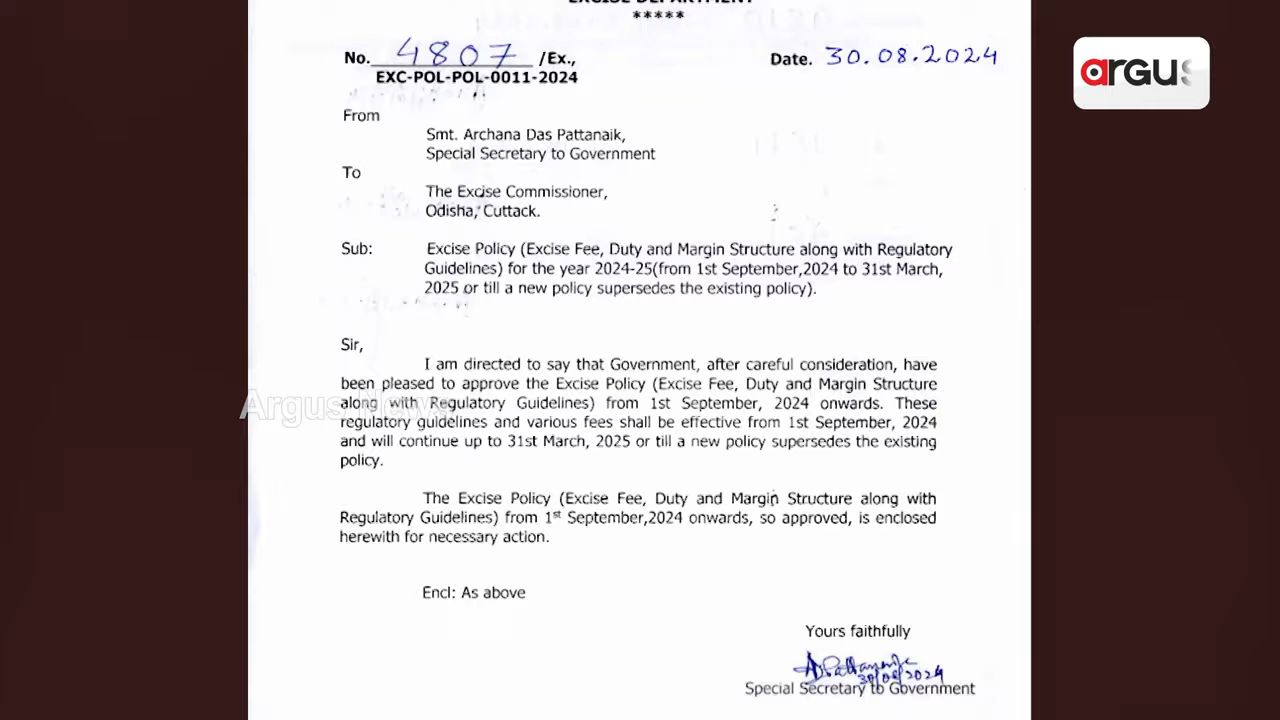 EXCISE DEPARTMENT
*****
No. 4807 /Ex., Date. 30.08.2024
EXC-POL-POL-0011-2024
argus
From
Smt. Archana Das Pattanaik,
Special Secretary to Government
To
The Excise Commissioner,
Odisha, Cuttack.
Sub: Excise Policy (Excise Fee, Duty and Margin Structure along with Regulatory
Guidelines) for the year 2024-25(from 1st September,2024 to 31st March,
2025 or till a new policy supersedes the existing policy).
Sir,
I am directed to say that Government, after careful consideration, have
been pleased to approve the Excise Policy (Excise Fee, Duty and Margin Structure
along with Regulatory Guidelines) from 1st September, 2024 onwards. These
Argus News
regulatory guidelines and various fees shall be effective from 1st September, 2024
and will continue up to 31st March, 2025 or till a new policy supersedes the existing
policy.
The Excise Policy (Excise Fee, Duty and Margin Structure along with
Regulatory Guidelines) from 1st September,2024 onwards, so approved, is enclosed
herewith for necessary action.
Encl: As above
Yours faithfully
30/08/2024
Special Secretary to Government